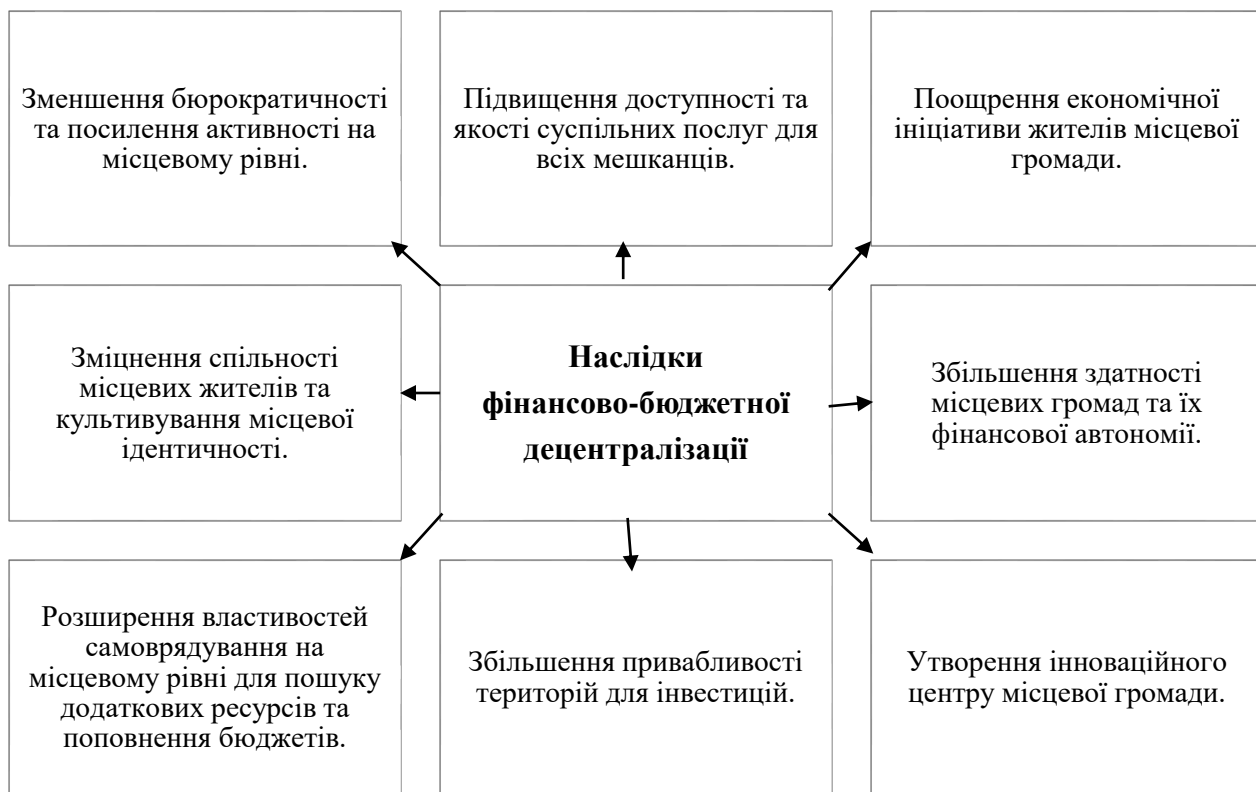 Зменшення бюрократичності
та посилення активності на
місцевому рівні.
Підвищення доступності та
якості суспільних послуг для
всіх мешканців.
Поощрення економічної
ініціативи жителів місцевої
громади.
Зміцнення спільності
місцевих жителів та
культивування місцевої
ідентичності.
Наслідки
фінансово-бюджетної
децентралізації
Збільшення здатності
місцевих громад та їх
фінансової автономії.
Розширення властивостей
самоврядування на
місцевому рівні для пошуку
додаткових ресурсів та
поповнення бюджетів.
Збільшення привабливості
територій для інвестицій.
Утворення інноваційного
центру місцевої громади.